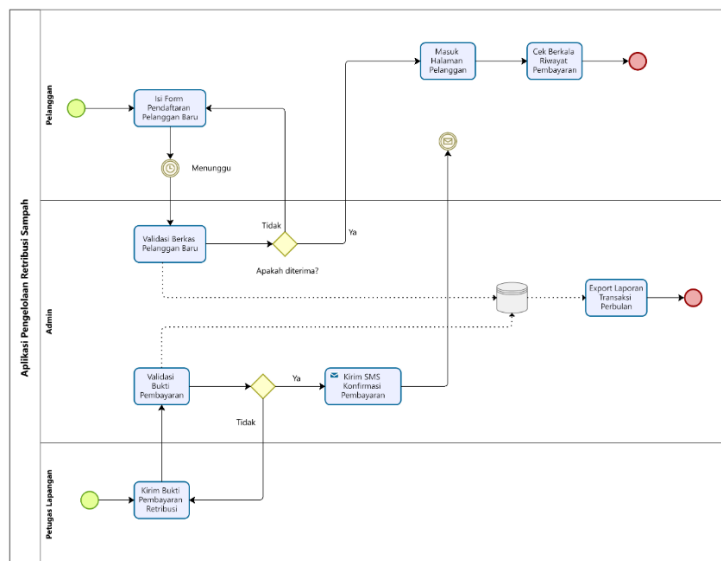 Aplikasi Pengelolaan Retribusi Sampah
Pelanggan
Isi Form
Pendaftaran
Pelanggan Baru
Menunggu
Masuk
Halaman
Pelanggan
Cek Berkala
Riwayat
Pembayaran
Admin
Validasi Berkas
Pelanggan Baru
Tidak
Ya
Apakah diterima?
Export Laporan
Transaksi
Perbulan
Validasi
Bukti
Pembayaran
Ya
Tidak
Kirim SMS
Konfirmasi
Pembayaran
Petugas Lapangan
Kirim Bukti
Pembayaran
Retribusi